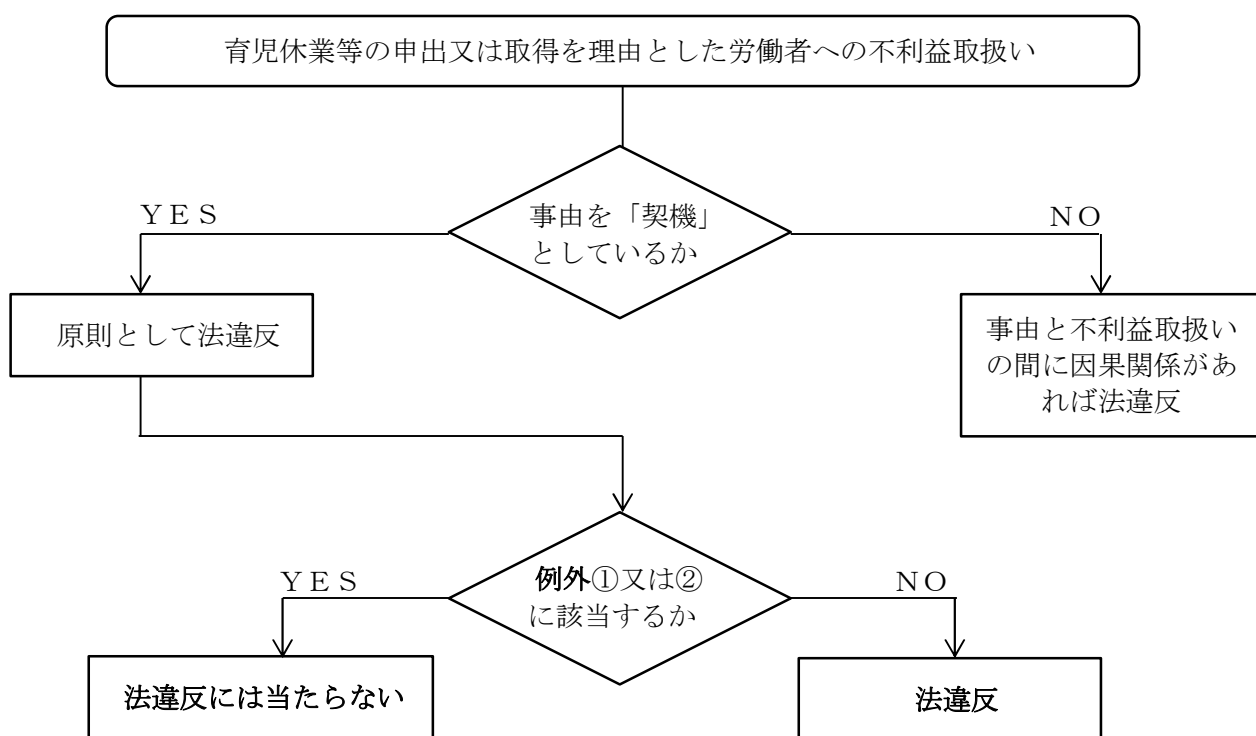 育児休業等の申出又は取得を理由とした労働者への不利益取扱い
事由を「契機」
としているか
ＹＥＳ
ＮＯ
原則として法違反
事由と不利益取扱い
の間に因果関係があ
れば法違反
例外①又は②
に該当するか
ＹＥＳ
ＮＯ
法違反には当たらない
法違反